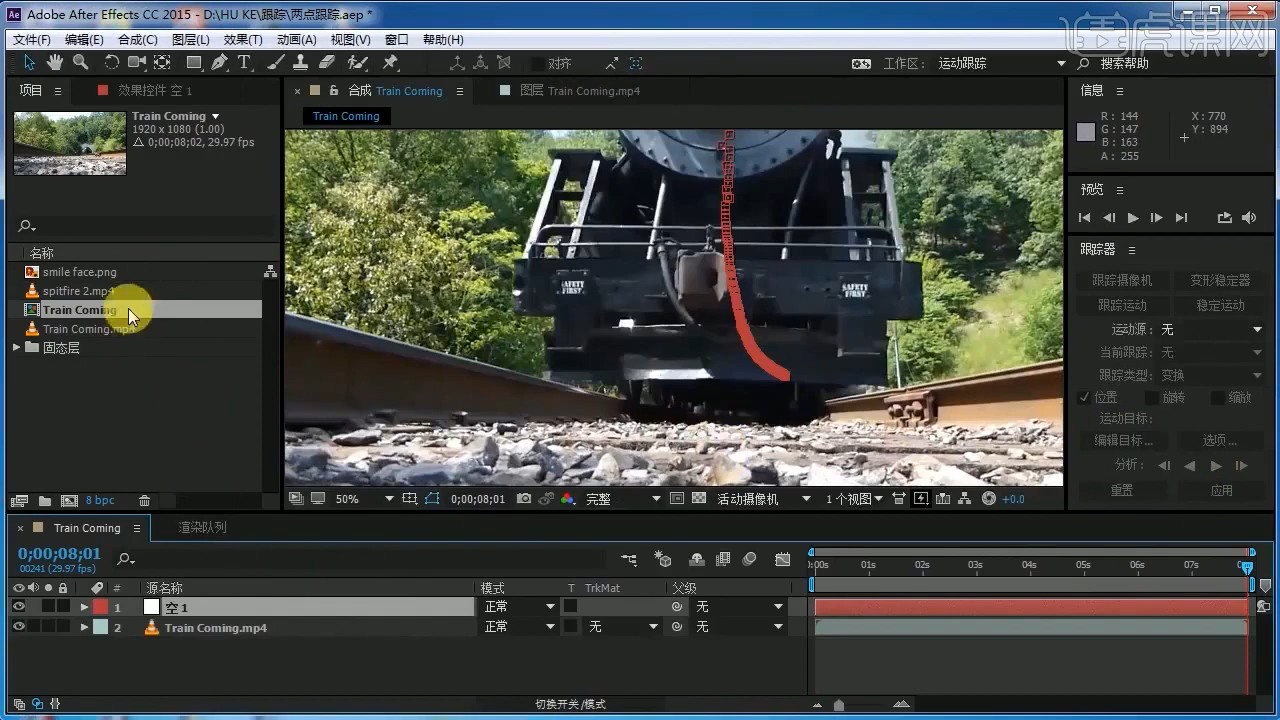 Adobe After Effects CC 2015 - D:\HU KE\跟踪\两点跟踪.aep *
文件(F) 编辑(E) 合成(C) 图层(L) 效果(T) 动画(A) 视图(V) 窗口 帮助(H)
虎课网
对齐 工作区: 运动跟踪 搜索帮助
项目 效果控件 空 1
合成 Train Coming 图层 Train Coming.mp4
信息
Train Coming
1920 x 1080 (1.00)
Δ 0;00;08;02, 29.97 fps
Train Coming
R : 144
G : 147
B : 163
A : 255
X : 770
Y : 894
预览
跟踪器
名称
smile face.png
spitfire 2.mp4
Train Coming
Train Coming.mp4
固态层
SAFETY FIRST
SAFETY FIRST
跟踪摄像机 变形稳定器
跟踪运动 稳定运动
运动源: 无
当前跟踪: 无
跟踪类型: 变换
位置 旋转 缩放
运动目标:
编辑目标... 选项...
分析:
重置 应用
8 bpc
50% 0;00;08;01 完整 活动摄像机 1 个视图 +0.0
Train Coming 渲染队列
0;00;08;01
00241 (29.97 fps)
:00s 01s 02s 03s 04s 05s 06s 07s
# 源名称 模式 T TrkMat 父级
1 空 1 正常 无
2 Train Coming.mp4 正常 无 无
切换开关/模式